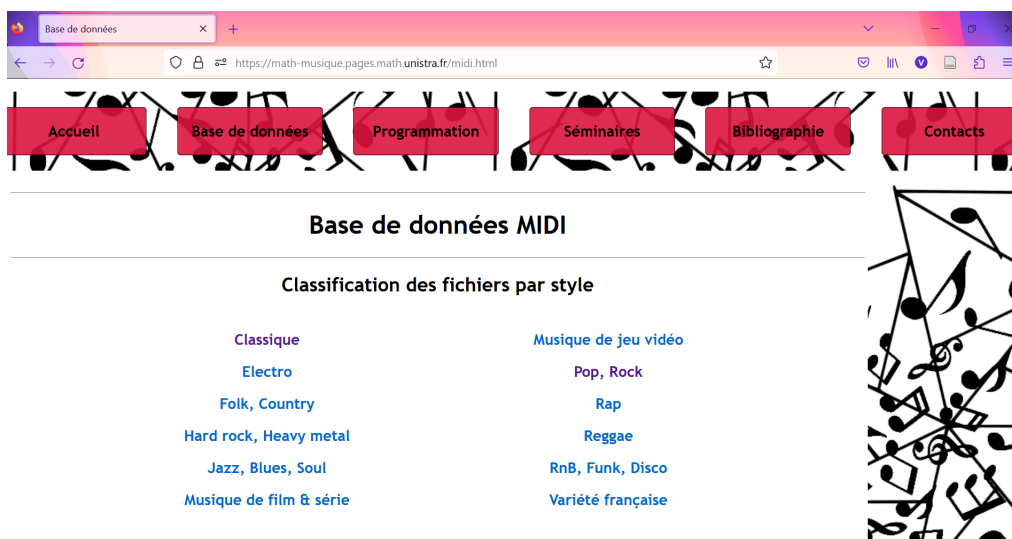 Base de données
https://math-musique.pages.math.unistra.fr/midi.html
V
Accueil Base de données Programmation Séminaires Bibliographie Contacts
Base de données MIDI
Classification des fichiers par style
Classique Musique de jeu vidéo
Electro Pop, Rock
Folk, Country Rap
Hard rock, Heavy metal Reggae
Jazz, Blues, Soul RnB, Funk, Disco
Musique de film & série Variété française